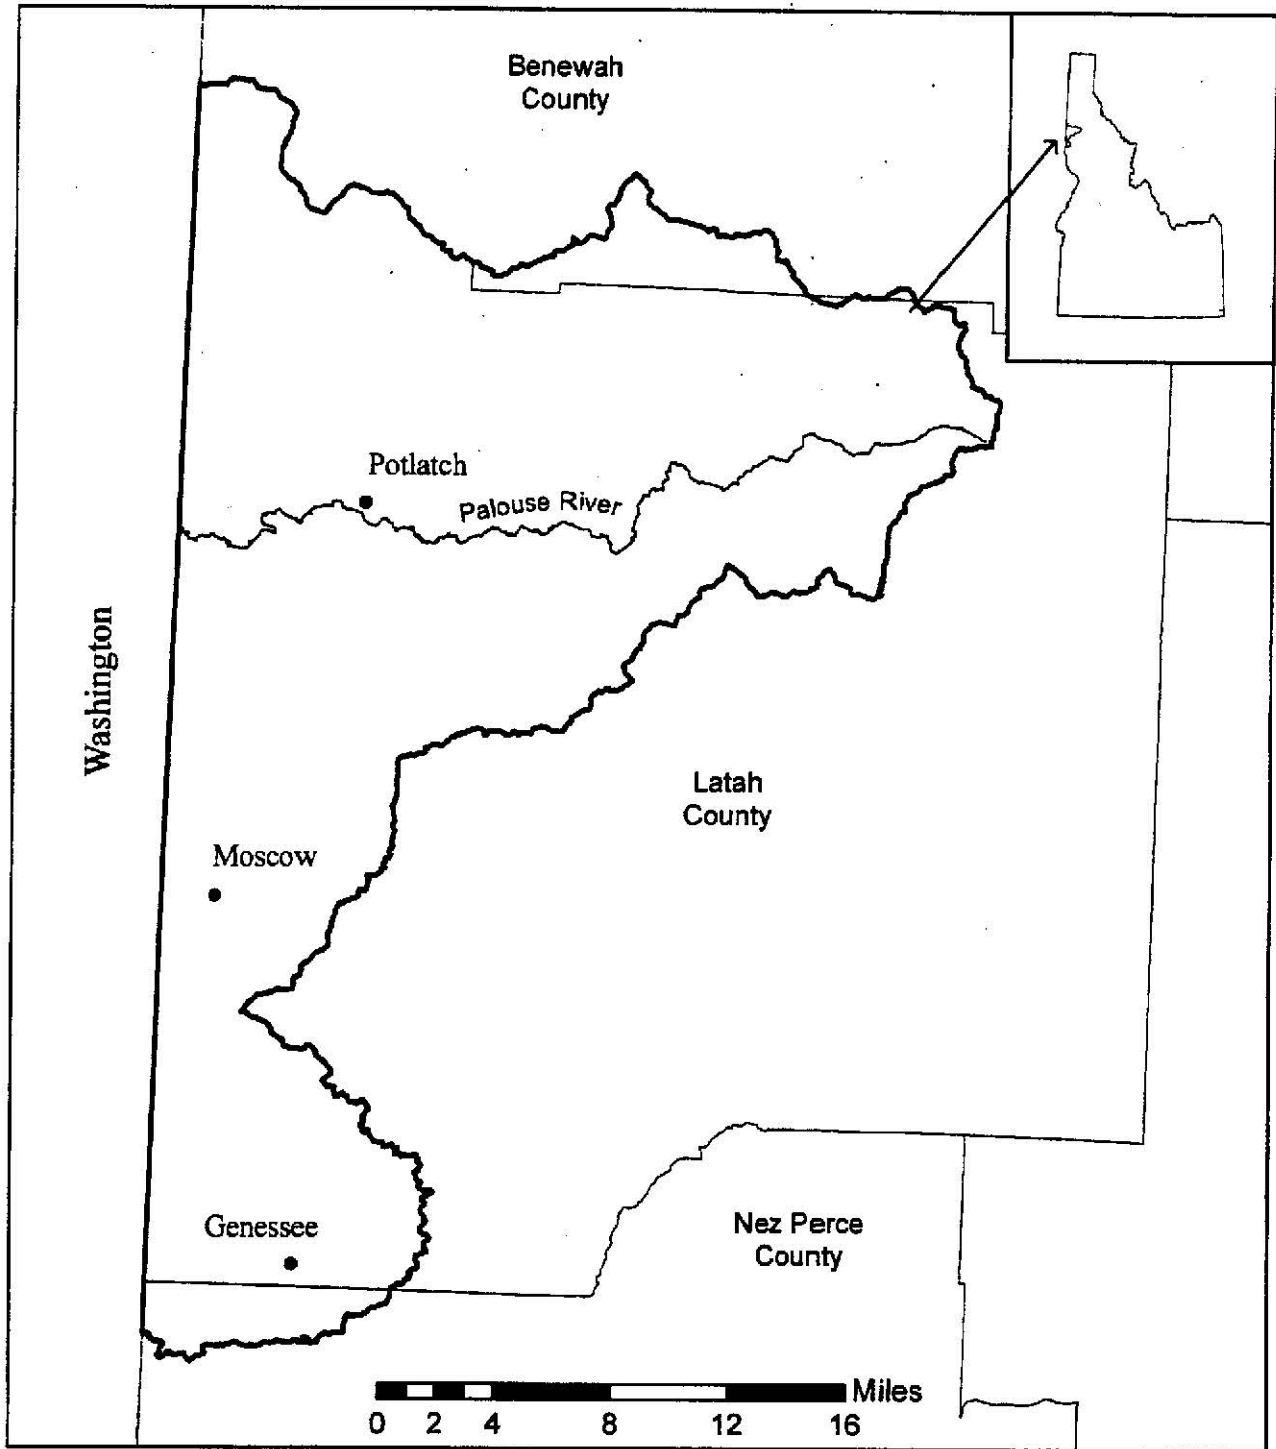 Benewah
County
Potlatch
Palouse River
Washington
Latah
County
Moscow
Genessee
Nez Perce
County
Miles
0 2 4 8 12 16